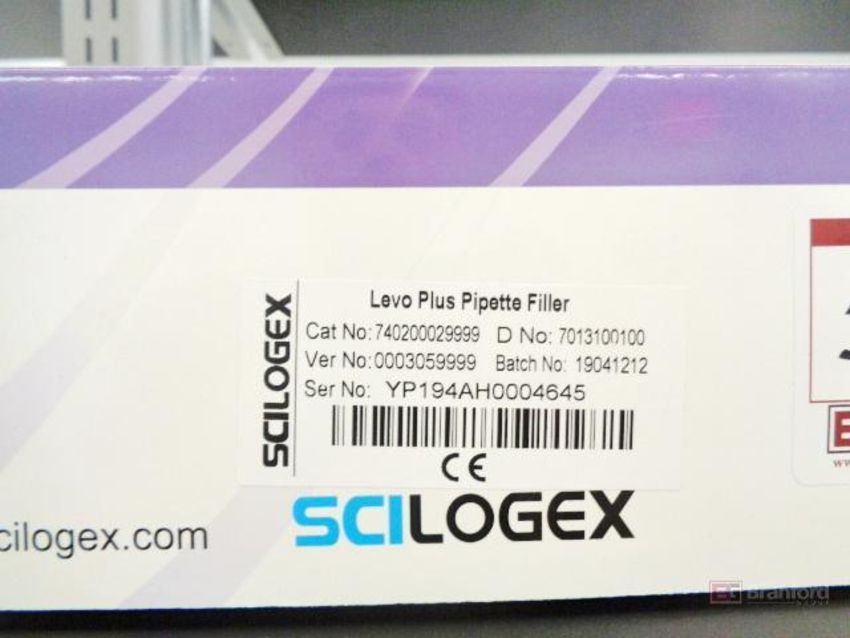 SCILOGEX
Levo Plus Pipette Filler
Cat No: 740200029999 D No: 7013100100
Ver No: 0003059999 Batch No: 19041212
Ser No: YP194AH0004645
CE
SCILOGEX
cilogex.com
Branford